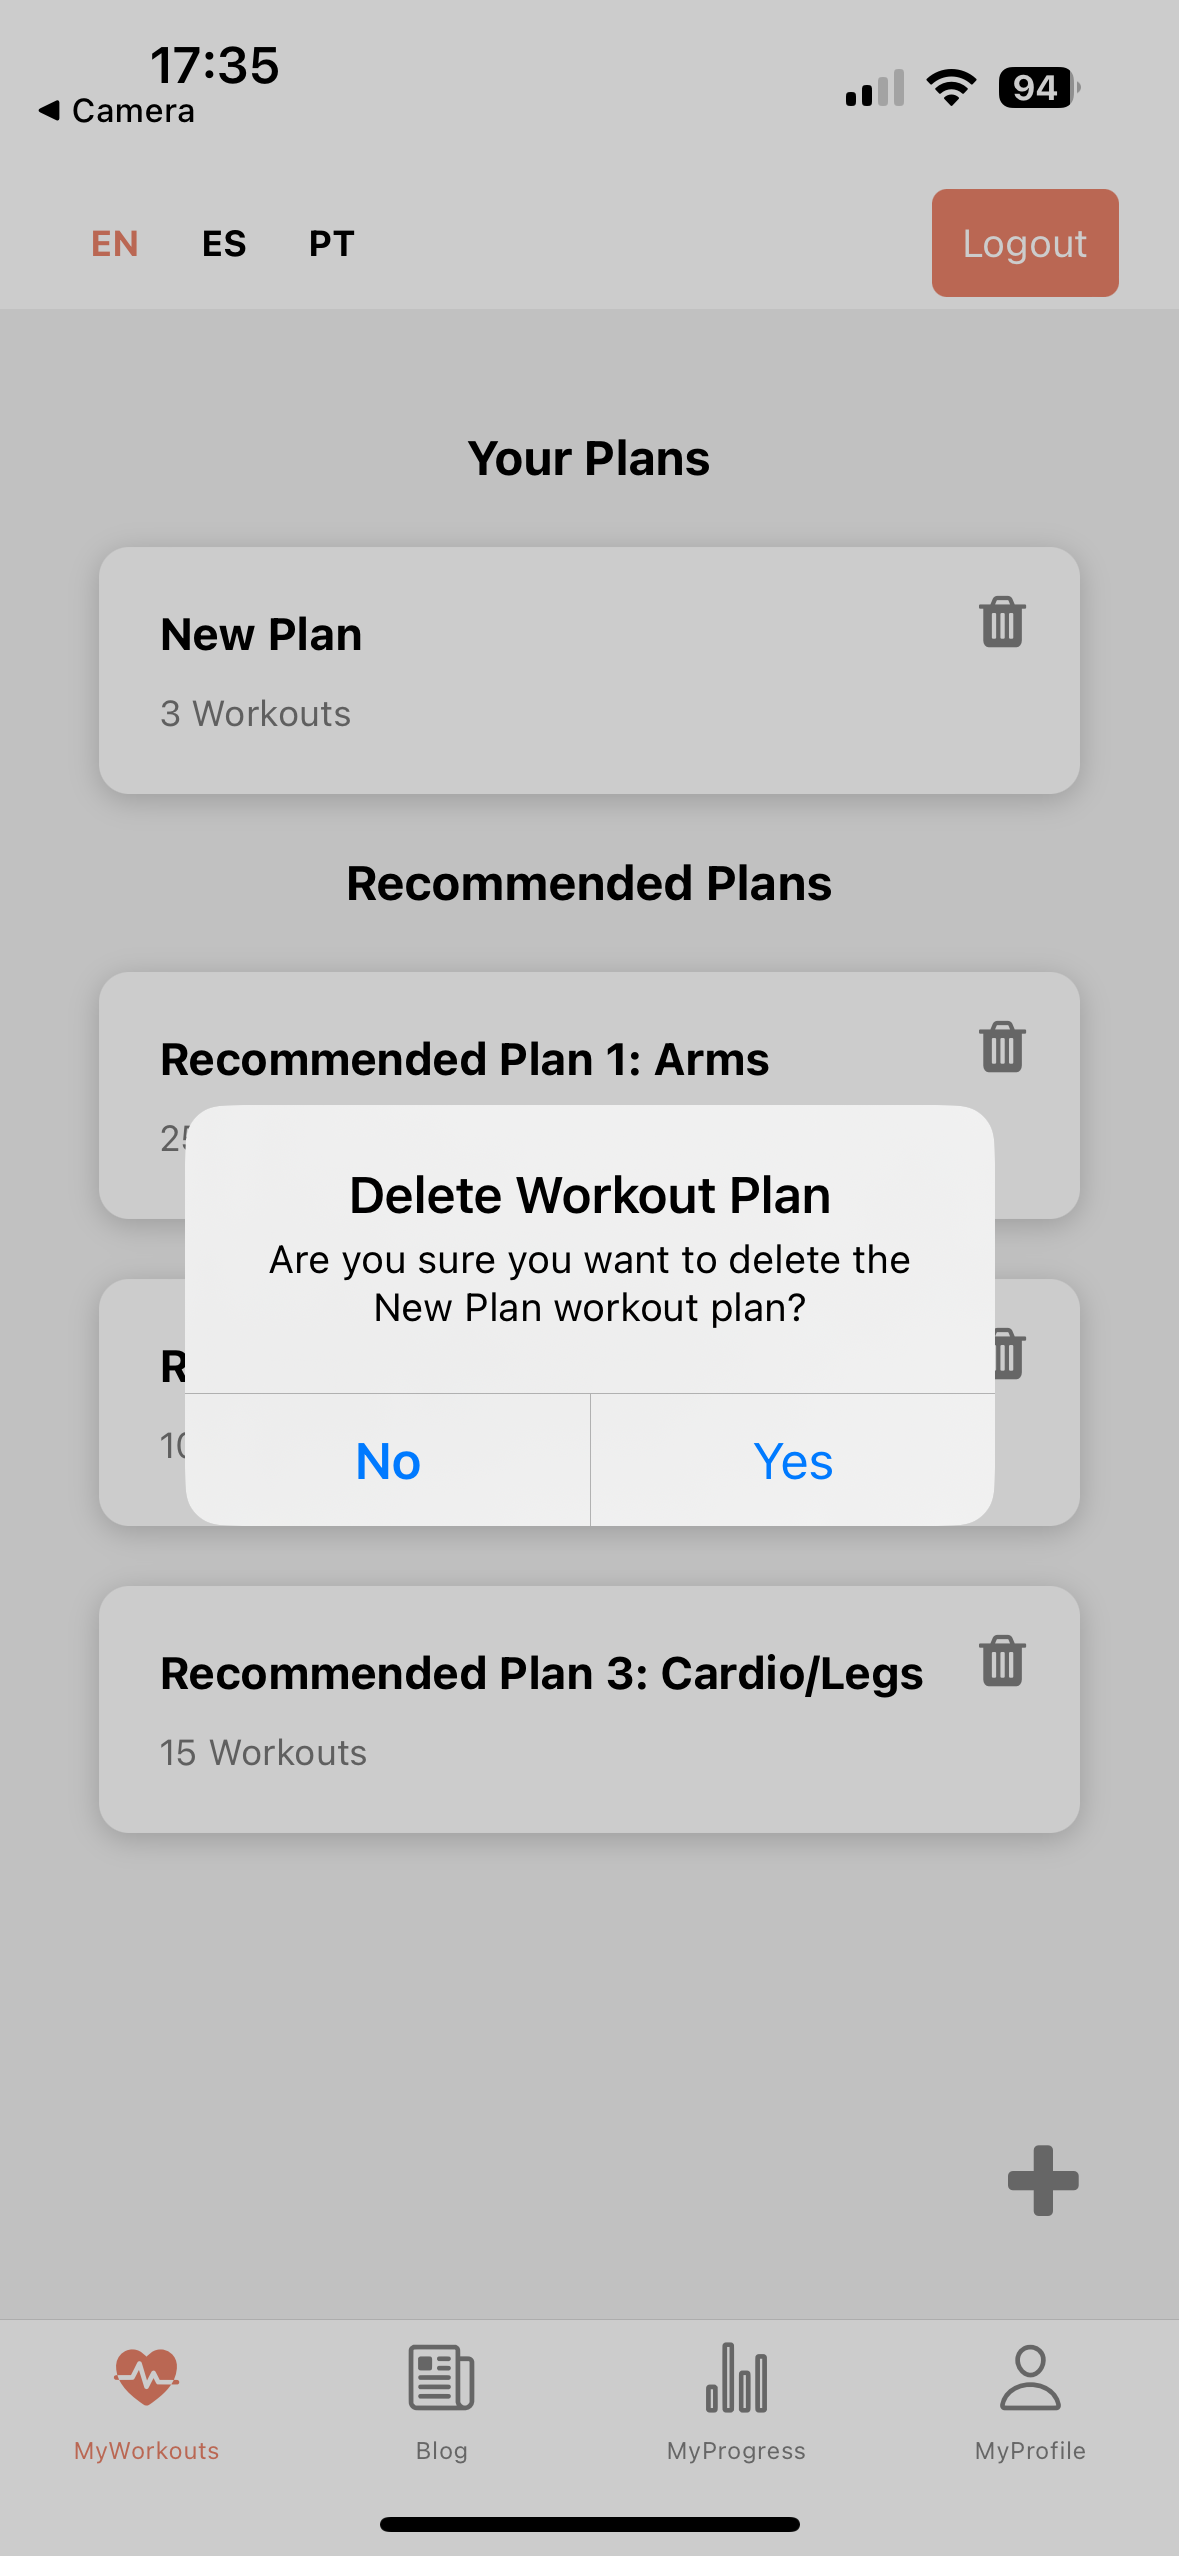 17:35
Camera
94
EN ES PT
Logout
Your Plans
New Plan
3 Workouts
Recommended Plans
Recommended Plan 1: Arms
Delete Workout Plan
Are you sure you want to delete the
New Plan workout plan?
No
Yes
Recommended Plan 3: Cardio/Legs
15 Workouts
MyWorkouts
Blog
MyProgress
MyProfile